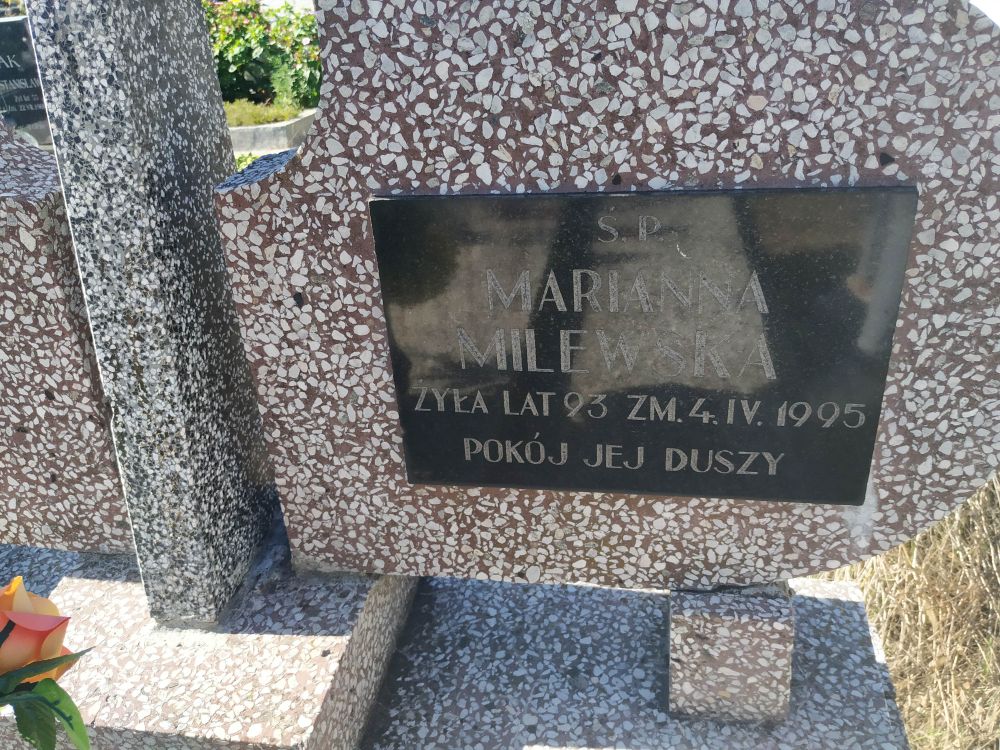 Ś. P.
MARIANNA
MILEWSKA
ŻYŁA LAT 93 ZM. 4. IV. 1995
POKÓJ JEJ DUSZY